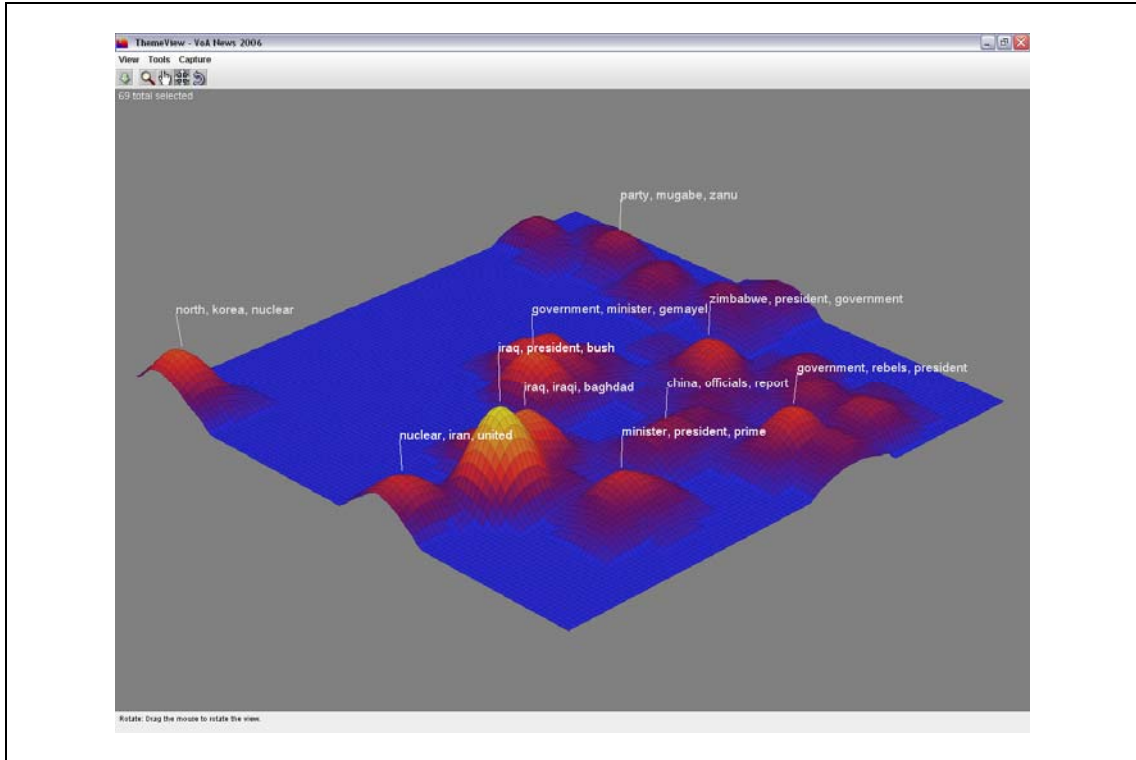 ThemeView - VoA News 2006
View Tools Capture
69 total selected
party, mugabe, zanu
zimbabwe, president, government
north, korea, nuclear
government, minister, gemayel
iraq, president, bush
government, rebels, president
iraq, iraqi, baghdad
china, officials, report
nuclear, iran, united
minister, president, prime
Rotate: Drag the mouse to rotate the view.